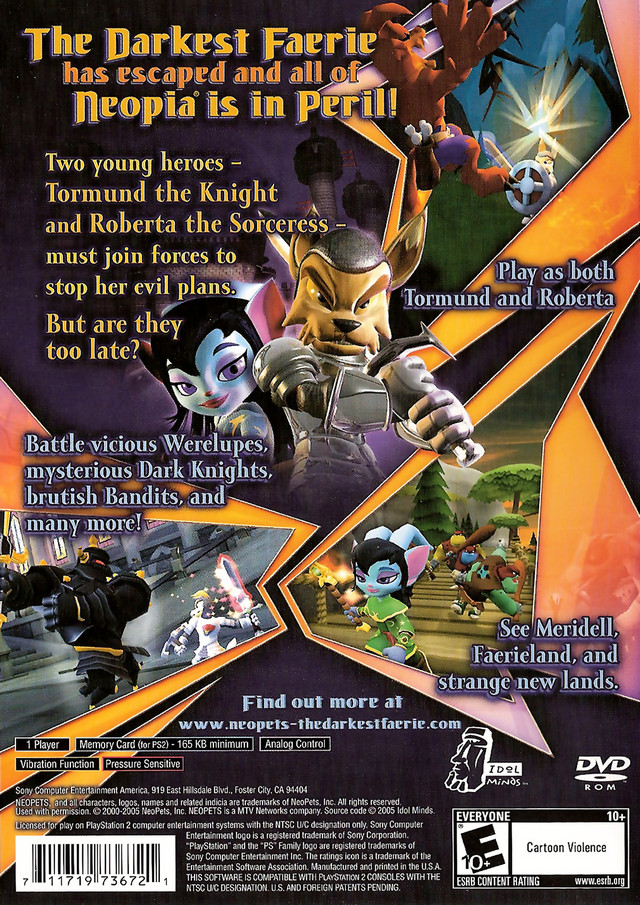 The Darkest Faerie
has escaped and all of
Neopia® is in Peril!
Two young heroes –
Tormund the Knight
and Roberta the Sorceress –
must join forces to
stop her evil plans.
But are they
too late?
Play as both
Tormund and Roberta
Battle vicious Werelupes,
mysterious Dark Knights,
brutish Bandits, and
many more!
See Meridell,
Faerieland, and
strange new lands.
Find out more at
www.neopets-thedarkestfaerie.com
1 Player
Memory Card (for PS2) - 165 KB minimum
Analog Control
Vibration Function
Pressure Sensitive
IDOL
MINDS™
DVD
ROM
Sony Computer Entertainment America, 919 East Hillsdale Blvd., Foster City, CA 94404
NEOPETS, and all characters, logos, names and related indicia are trademarks of NeoPets, Inc. All rights reserved.
Used with permission. © 2000-2005 NeoPets, Inc. NEOPETS is a MTV Networks company. Source code © 2005 Idol Minds.
Licensed for play on PlayStation 2 computer entertainment systems with the NTSC U/C designation only. Sony Computer
Entertainment logo is a registered trademark of Sony Corporation.
"PlayStation" and the "PS" Family logo are registered trademarks of
Sony Computer Entertainment Inc. The ratings icon is a trademark of the
Entertainment Software Association. Manufactured and printed in the U.S.A.
THIS SOFTWARE IS COMPATIBLE WITH PLAYSTATION 2 CONSOLES WITH THE
NTSC U/C DESIGNATION. U.S. AND FOREIGN PATENTS PENDING.
7 11719 73672 1
EVERYONE 10+
E
10+
®
Cartoon Violence
ESRB CONTENT RATING www.esrb.org